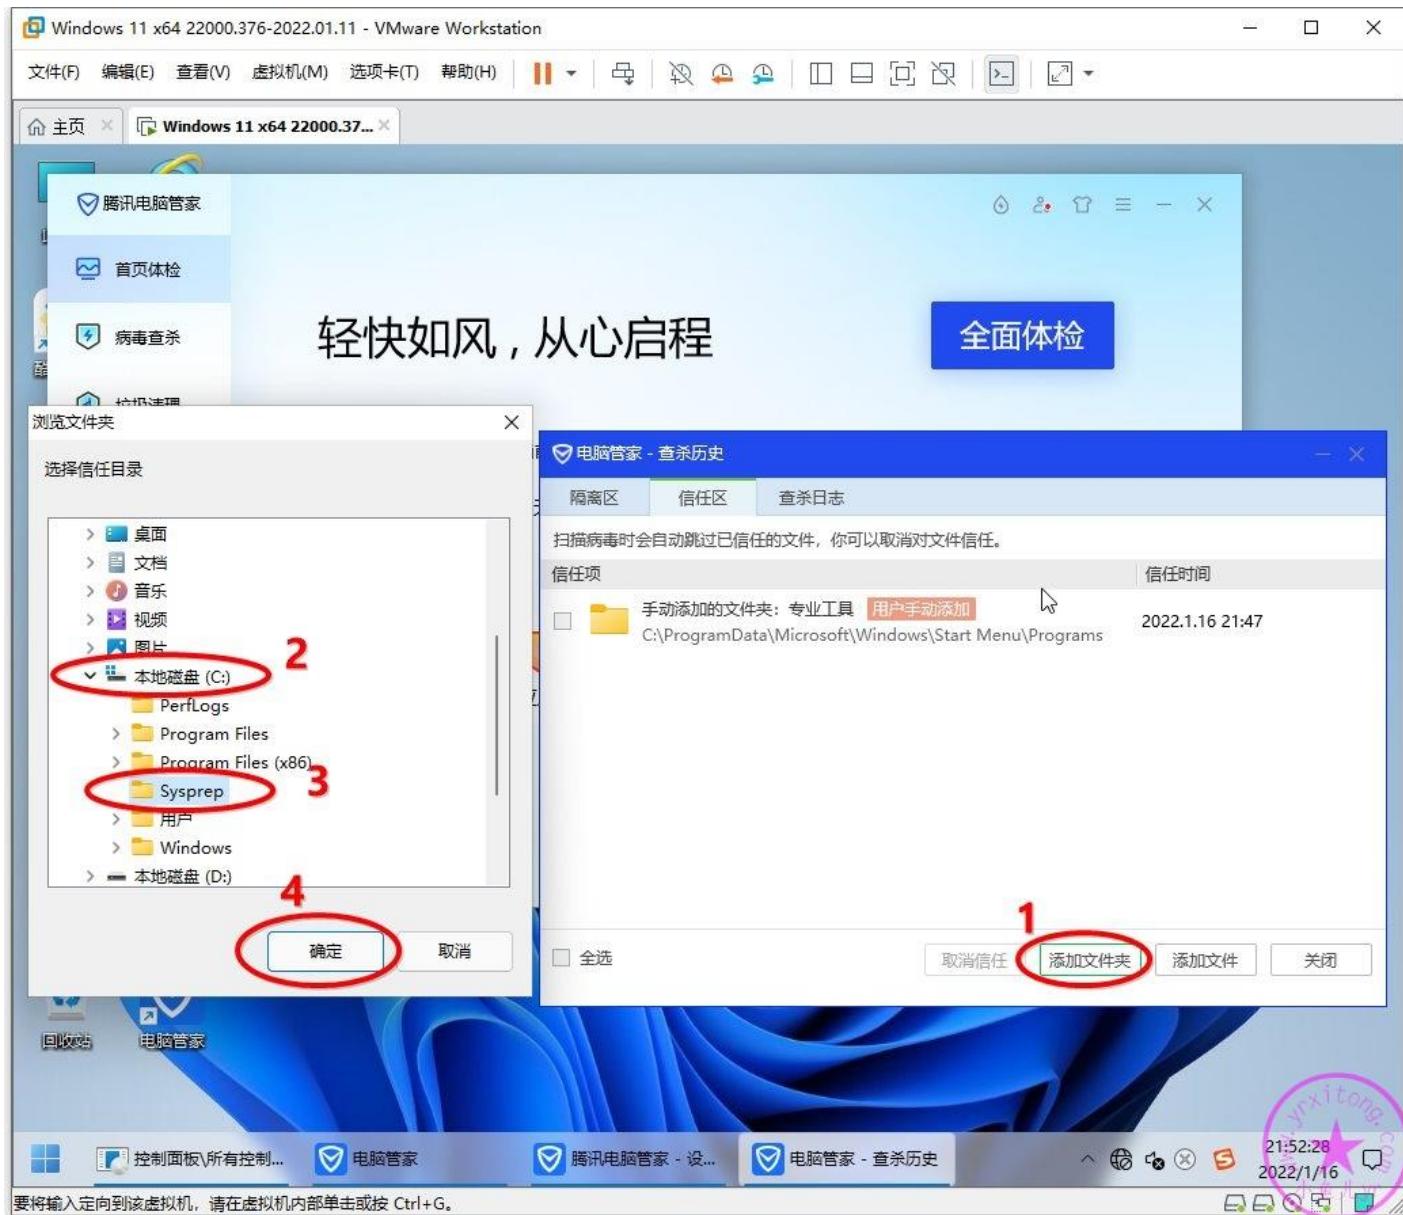 Windows 11 x64 22000.376-2022.01.11 - VMware Workstation
文件(F) 编辑(E) 查看(V) 虚拟机(M) 选项卡(T) 帮助(H)
主页
Windows 11 x64 22000.37...
腾讯电脑管家
首页体检
病毒查杀
轻快如风,从心启程
全面体检
垃圾清理
浏览文件夹
选择信任目录
桌面
文档
音乐
视频
图片
2
本地磁盘 (C:)
PerfLogs
Program Files
Program Files (x86)
3
Sysprep
用户
Windows
本地磁盘 (D:)
4
确定 取消
电脑管家 - 查杀历史
隔离区 信任区 查杀日志
扫描病毒时会自动跳过已信任的文件，你可以取消对文件信任。
信任项 信任时间
手动添加的文件夹：专业工具 用户手动添加
C:\ProgramData\Microsoft\Windows\Start Menu\Programs
2022.1.16 21:47
1
全选 取消信任 添加文件夹 添加文件 关闭
回收站 电脑管家
控制面板\所有控制... 电脑管家 腾讯电脑管家 - 设... 电脑管家 - 查杀历史
21:52:28
2022/1/16
www.yrxitong.
要将输入定向到该虚拟机，请在虚拟机内部单击或按 Ctrl+G。